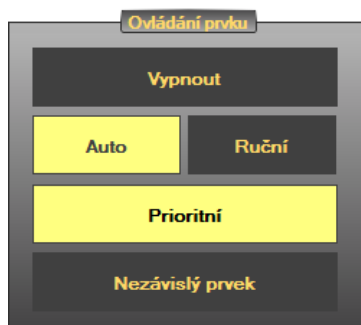 Ovládání prvku
Vypnout
Auto Ruční
Prioritní
Nezávislý prvek